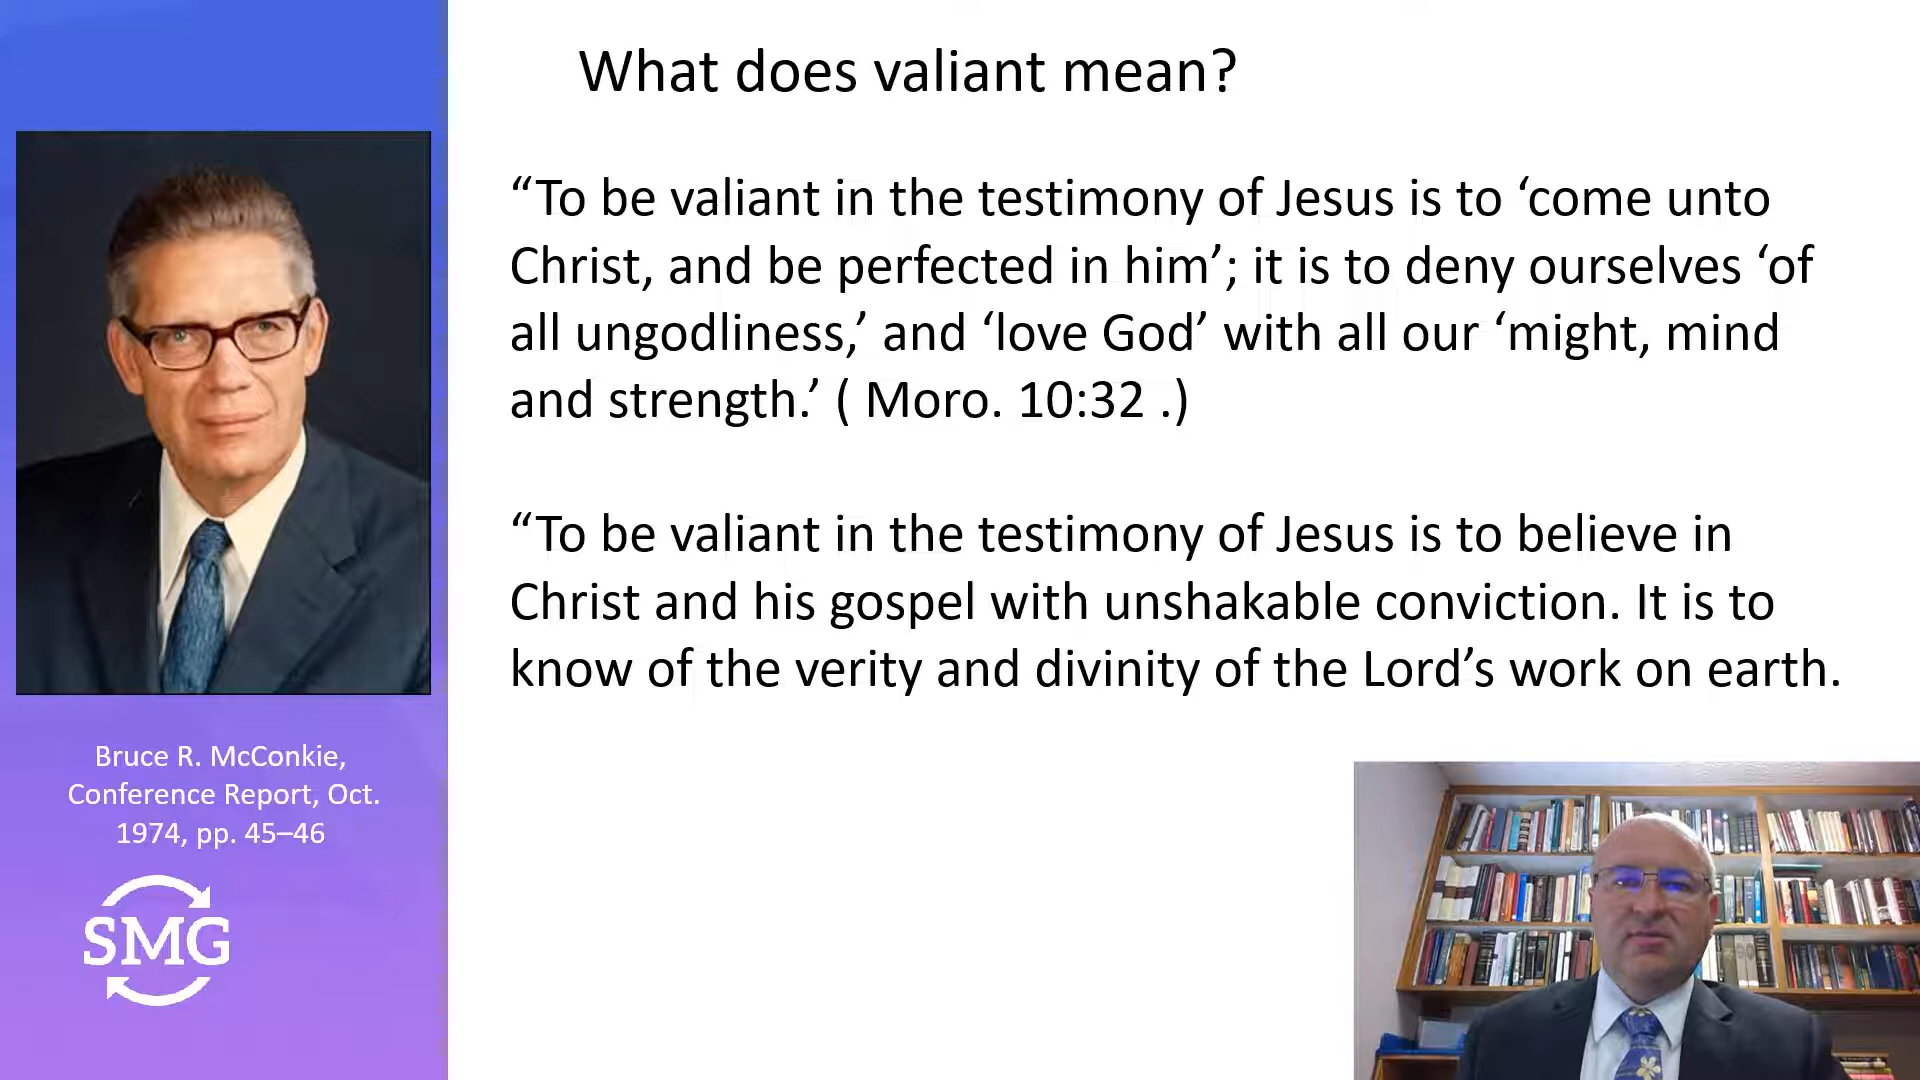 What does valiant mean?
“To be valiant in the testimony of Jesus is to ‘come unto
Christ, and be perfected in him’; it is to deny ourselves ‘of
all ungodliness,’ and ‘love God’ with all our ‘might, mind
and strength.’ ( Moro. 10:32 .)
“To be valiant in the testimony of Jesus is to believe in
Christ and his gospel with unshakable conviction. It is to
know of the verity and divinity of the Lord’s work on earth.
Bruce R. McConkie,
Conference Report, Oct.
1974, pp. 45–46
SMG